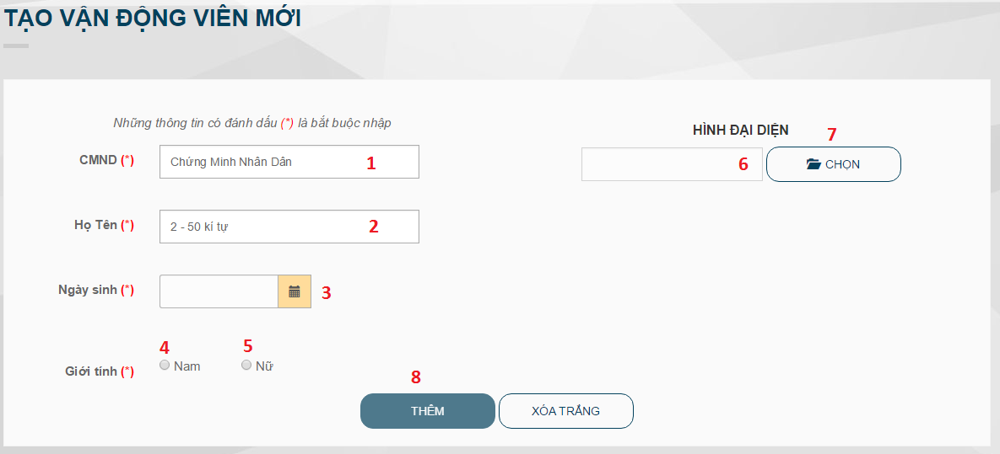 TẠO VẬN ĐỘNG VIÊN MỚI
Những thông tin có đánh dấu (*) là bắt buộc nhập
HÌNH ĐẠI DIỆN 7
CMND (*) Chứng Minh Nhân Dân 1
6 CHỌN
Họ Tên (*) 2 - 50 kí tự 2
Ngày sinh (*) 3
4 5
Giới tính (*) Nam Nữ
8
THÊM XÓA TRẮNG